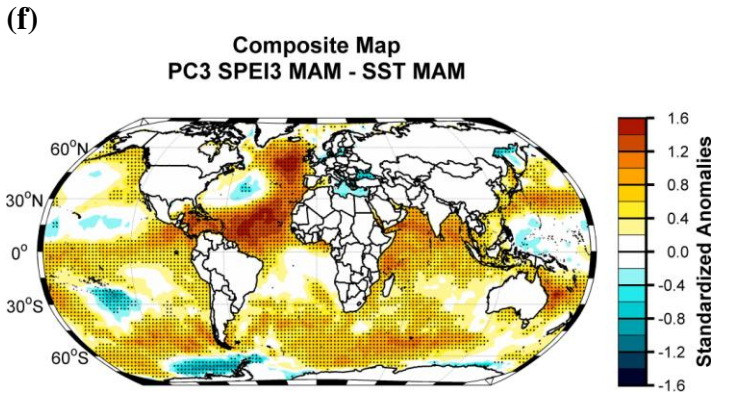 (f)
Composite Map
PC3 SPEI3 MAM - SST MAM
60°N
30°N
0°
30°S
60°S
1.6
1.2
0.8
0.4
0.0
-0.4
-0.8
-1.2
-1.6
Standardized Anomalies